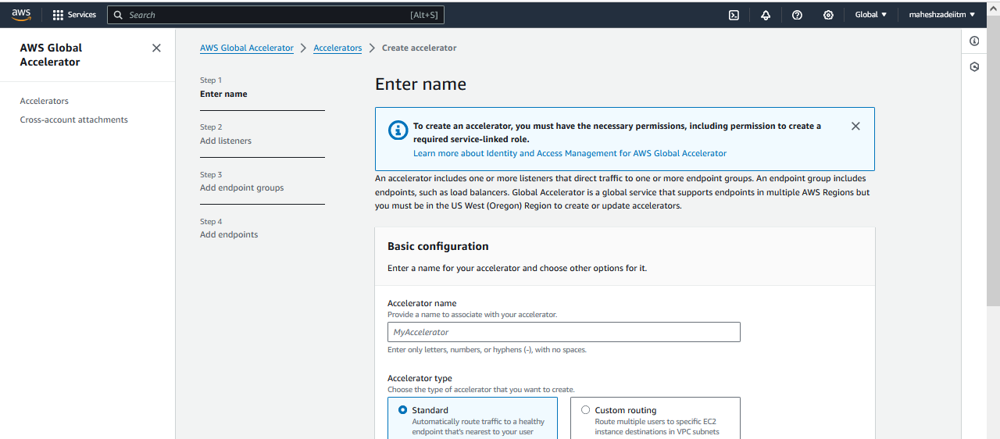 aws
Services
Search
[Alt+S]
Global
maheshzadeiitm
AWS Global
Accelerator
Accelerators
Cross-account attachments
AWS Global Accelerator
Accelerators
Create accelerator
Step 1
Enter name
Step 2
Add listeners
Step 3
Add endpoint groups
Step 4
Add endpoints
Enter name
To create an accelerator, you must have the necessary permissions, including permission to create a
required service-linked role.
Learn more about Identity and Access Management for AWS Global Accelerator
An accelerator includes one or more listeners that direct traffic to one or more endpoint groups. An endpoint group includes
endpoints, such as load balancers. Global Accelerator is a global service that supports endpoints in multiple AWS Regions but
you must be in the US West (Oregon) Region to create or update accelerators.
Basic configuration
Enter a name for your accelerator and choose other options for it.
Accelerator name
Provide a name to associate with your accelerator.
MyAccelerator
Enter only letters, numbers, or hyphens (-), with no spaces.
Accelerator type
Choose the type of accelerator that you want to create.
Standard
Automatically route traffic to a healthy
endpoint that's nearest to your user
Custom routing
Route multiple users to specific EC2
instance destinations in VPC subnets